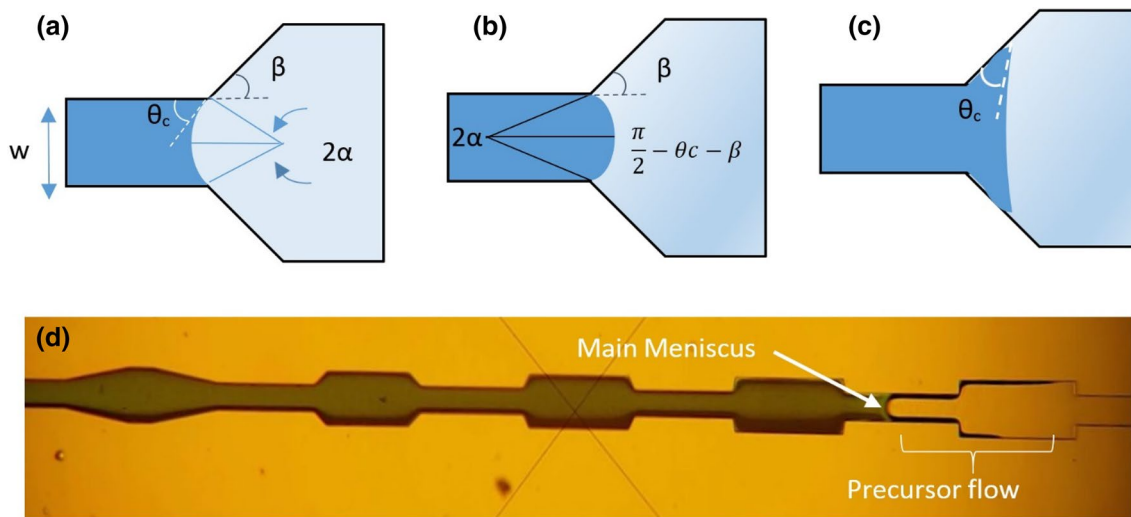 (a)
β
θc
w
2α
(b)
β
2α
π/2 − θc − β
(c)
θc
(d)
Main Meniscus
Precursor flow